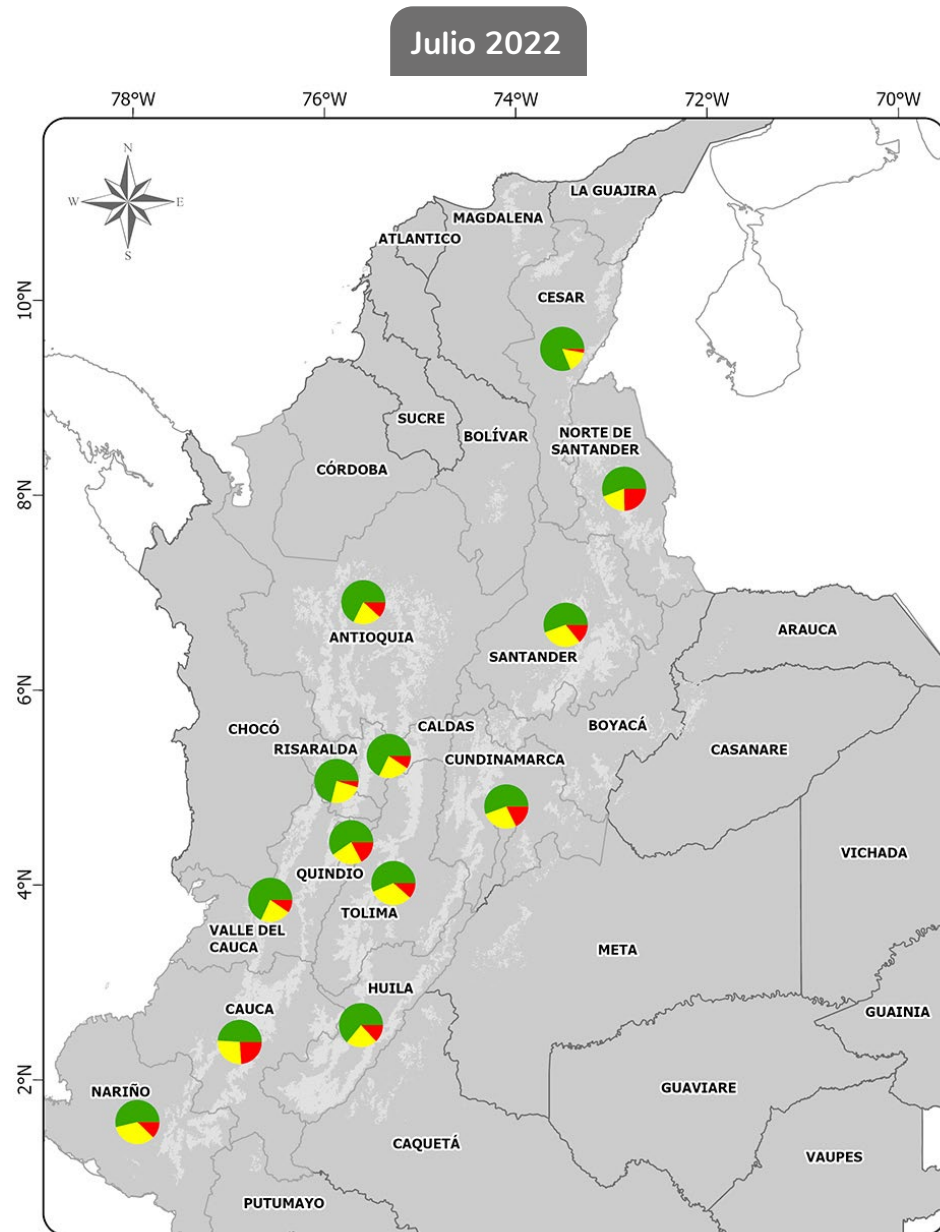 Julio 2022
78°W 76°W 74°W 72°W 70°W
N
W E
S
10°N
8°N
6°N
4°N
2°N
LA GUAJIRA
MAGDALENA
ATLANTICO
CESAR
SUCRE
BOLÍVAR
NORTE DE
SANTANDER
CÓRDOBA
ANTIOQUIA
SANTANDER
ARAUCA
CHOCÓ
CALDAS
BOYACÁ
RISARALDA
CASANARE
CUNDINAMARCA
VICHADA
QUINDIO
TOLIMA
VALLE DEL
CAUCA
META
HUILA
CAUCA
GUAINIA
NARIÑO
GUAVIARE
CAQUETÁ
VAUPES
PUTUMAYO